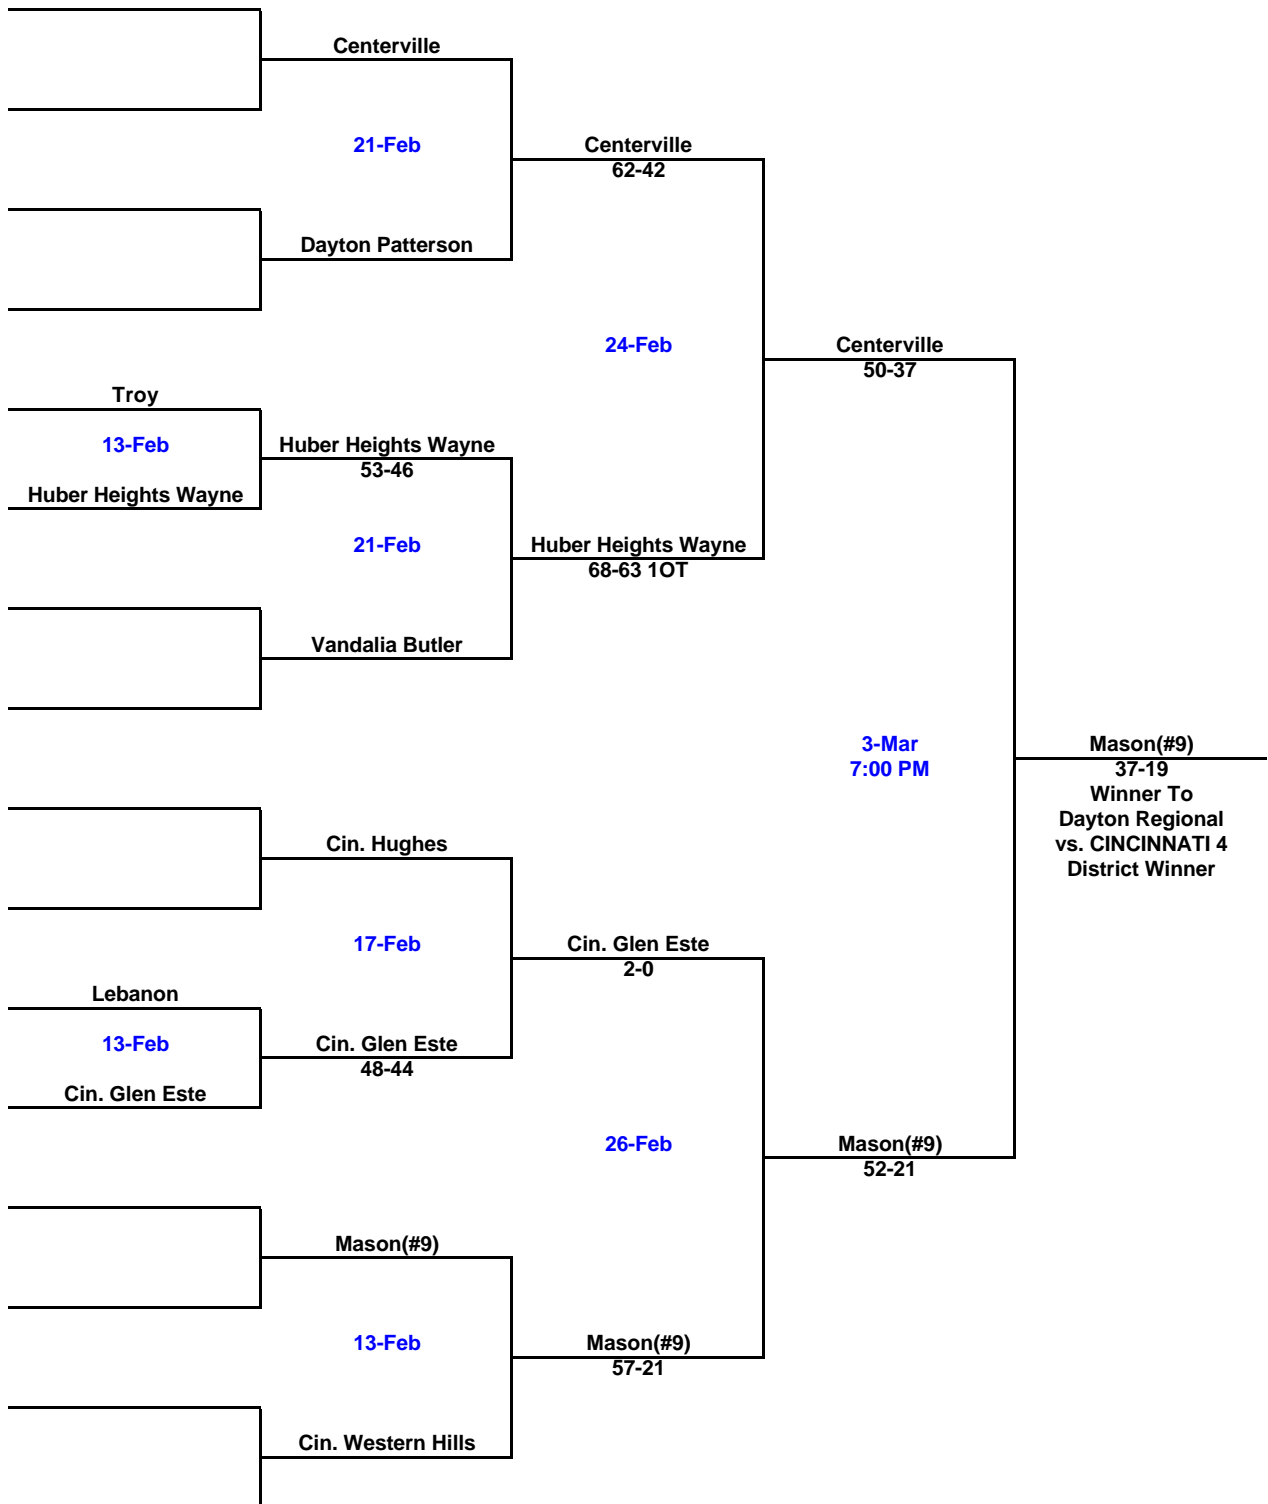 Centerville
21-Feb
Centerville
62-42
Dayton Patterson
24-Feb
Centerville
50-37
Troy
13-Feb
Huber Heights Wayne
53-46
Huber Heights Wayne
21-Feb
Huber Heights Wayne
68-63 1OT
Vandalia Butler
3-Mar
7:00 PM
Mason(#9)
37-19
Winner To
Dayton Regional
vs. CINCINNATI 4
District Winner
Cin. Hughes
17-Feb
Cin. Glen Este
2-0
Lebanon
13-Feb
Cin. Glen Este
48-44
Cin. Glen Este
26-Feb
Mason(#9)
52-21
Mason(#9)
13-Feb
Mason(#9)
57-21
Cin. Western Hills